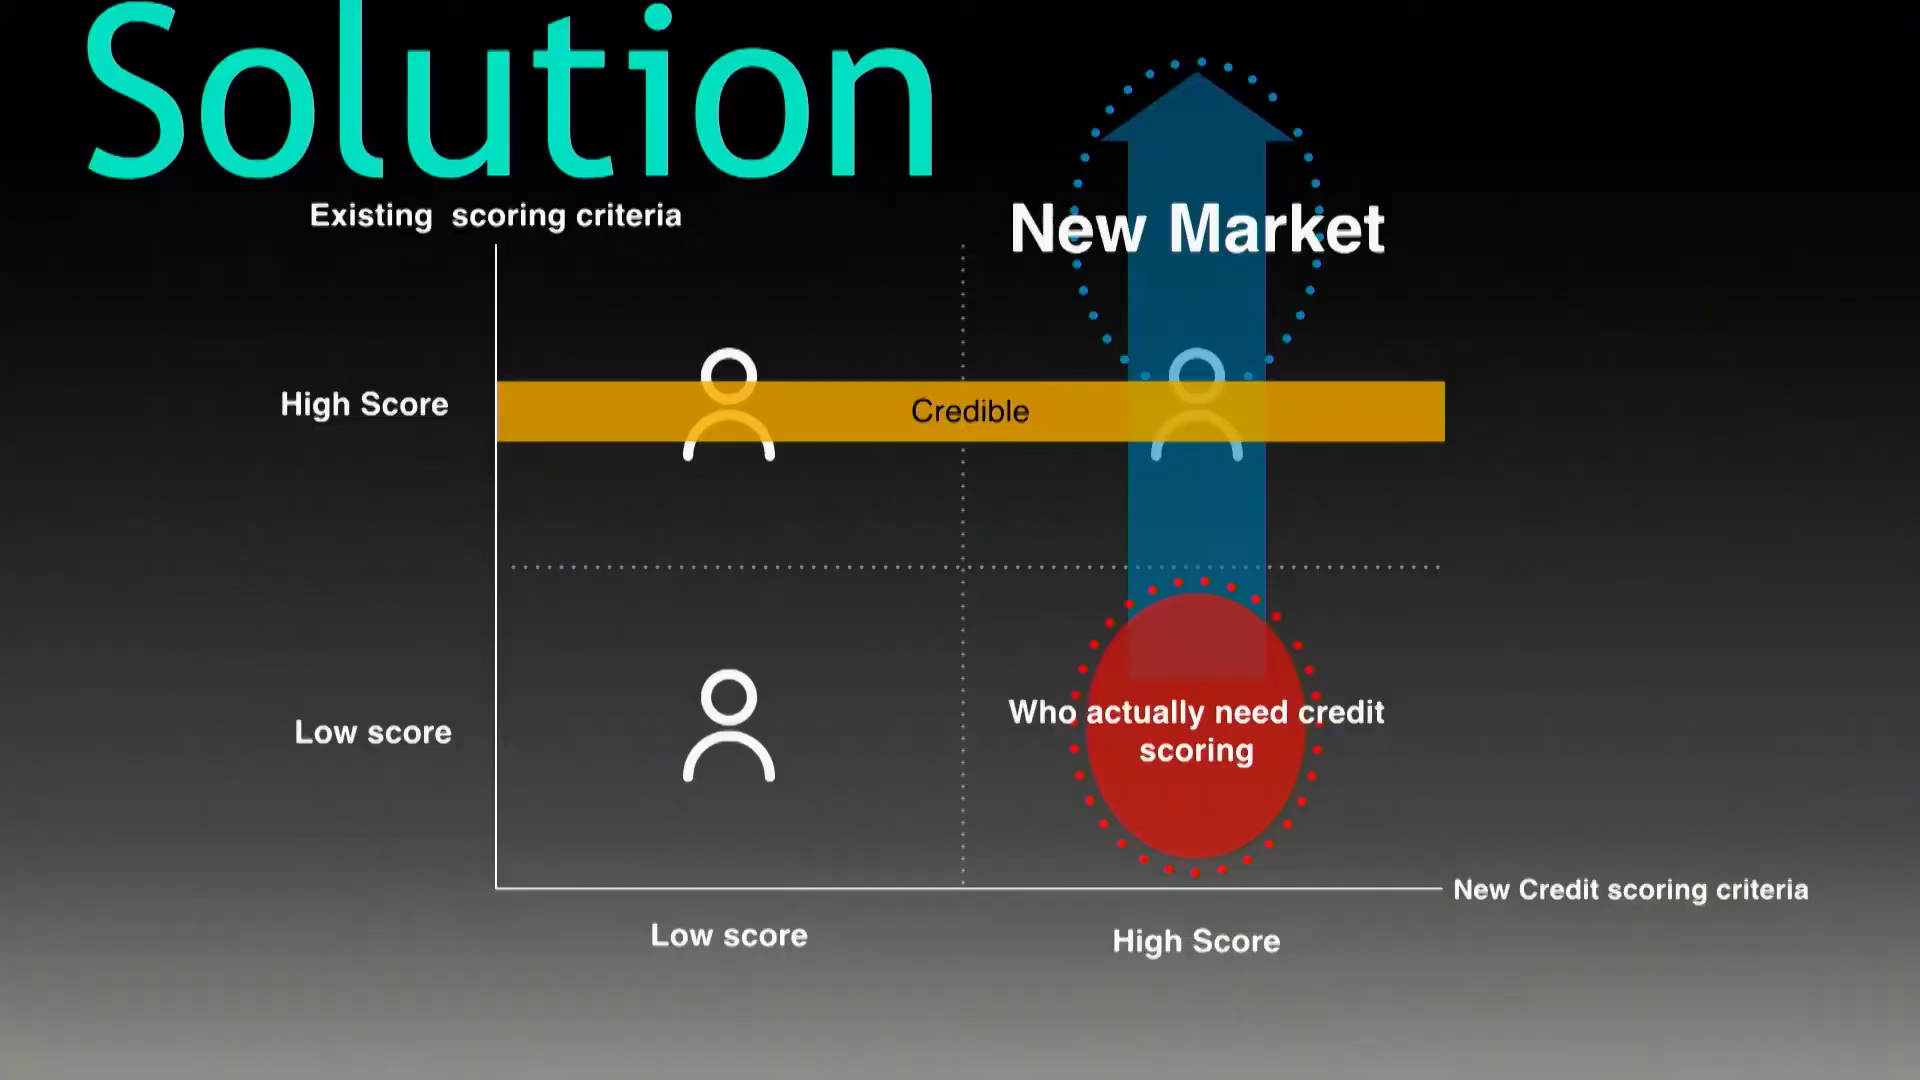 Solution
Existing  scoring criteria
New Market
High Score
Credible
Low score
Who actually need credit
scoring
New Credit scoring criteria
Low score
High Score